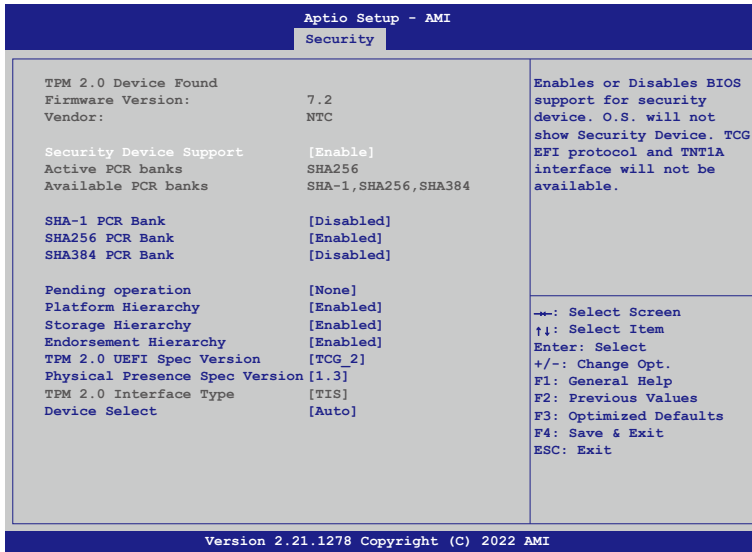 Aptio Setup - AMI
Security
TPM 2.0 Device Found
Firmware Version: 7.2
Vendor: NTC
Security Device Support [Enable]
Active PCR banks SHA256
Available PCR banks SHA-1,SHA256,SHA384
SHA-1 PCR Bank [Disabled]
SHA256 PCR Bank [Enabled]
SHA384 PCR Bank [Disabled]
Pending operation [None]
Platform Hierarchy [Enabled]
Storage Hierarchy [Enabled]
Endorsement Hierarchy [Enabled]
TPM 2.0 UEFI Spec Version [TCG_2]
Physical Presence Spec Version [1.3]
TPM 2.0 Interface Type [TIS]
Device Select [Auto]
Enables or Disables BIOS
support for security
device. O.S. will not
show Security Device. TCG
EFI protocol and TNT1A
interface will not be
available.
→←: Select Screen
↑↓: Select Item
Enter: Select
+/-: Change Opt.
F1: General Help
F2: Previous Values
F3: Optimized Defaults
F4: Save & Exit
ESC: Exit
Version 2.21.1278 Copyright (C) 2022 AMI